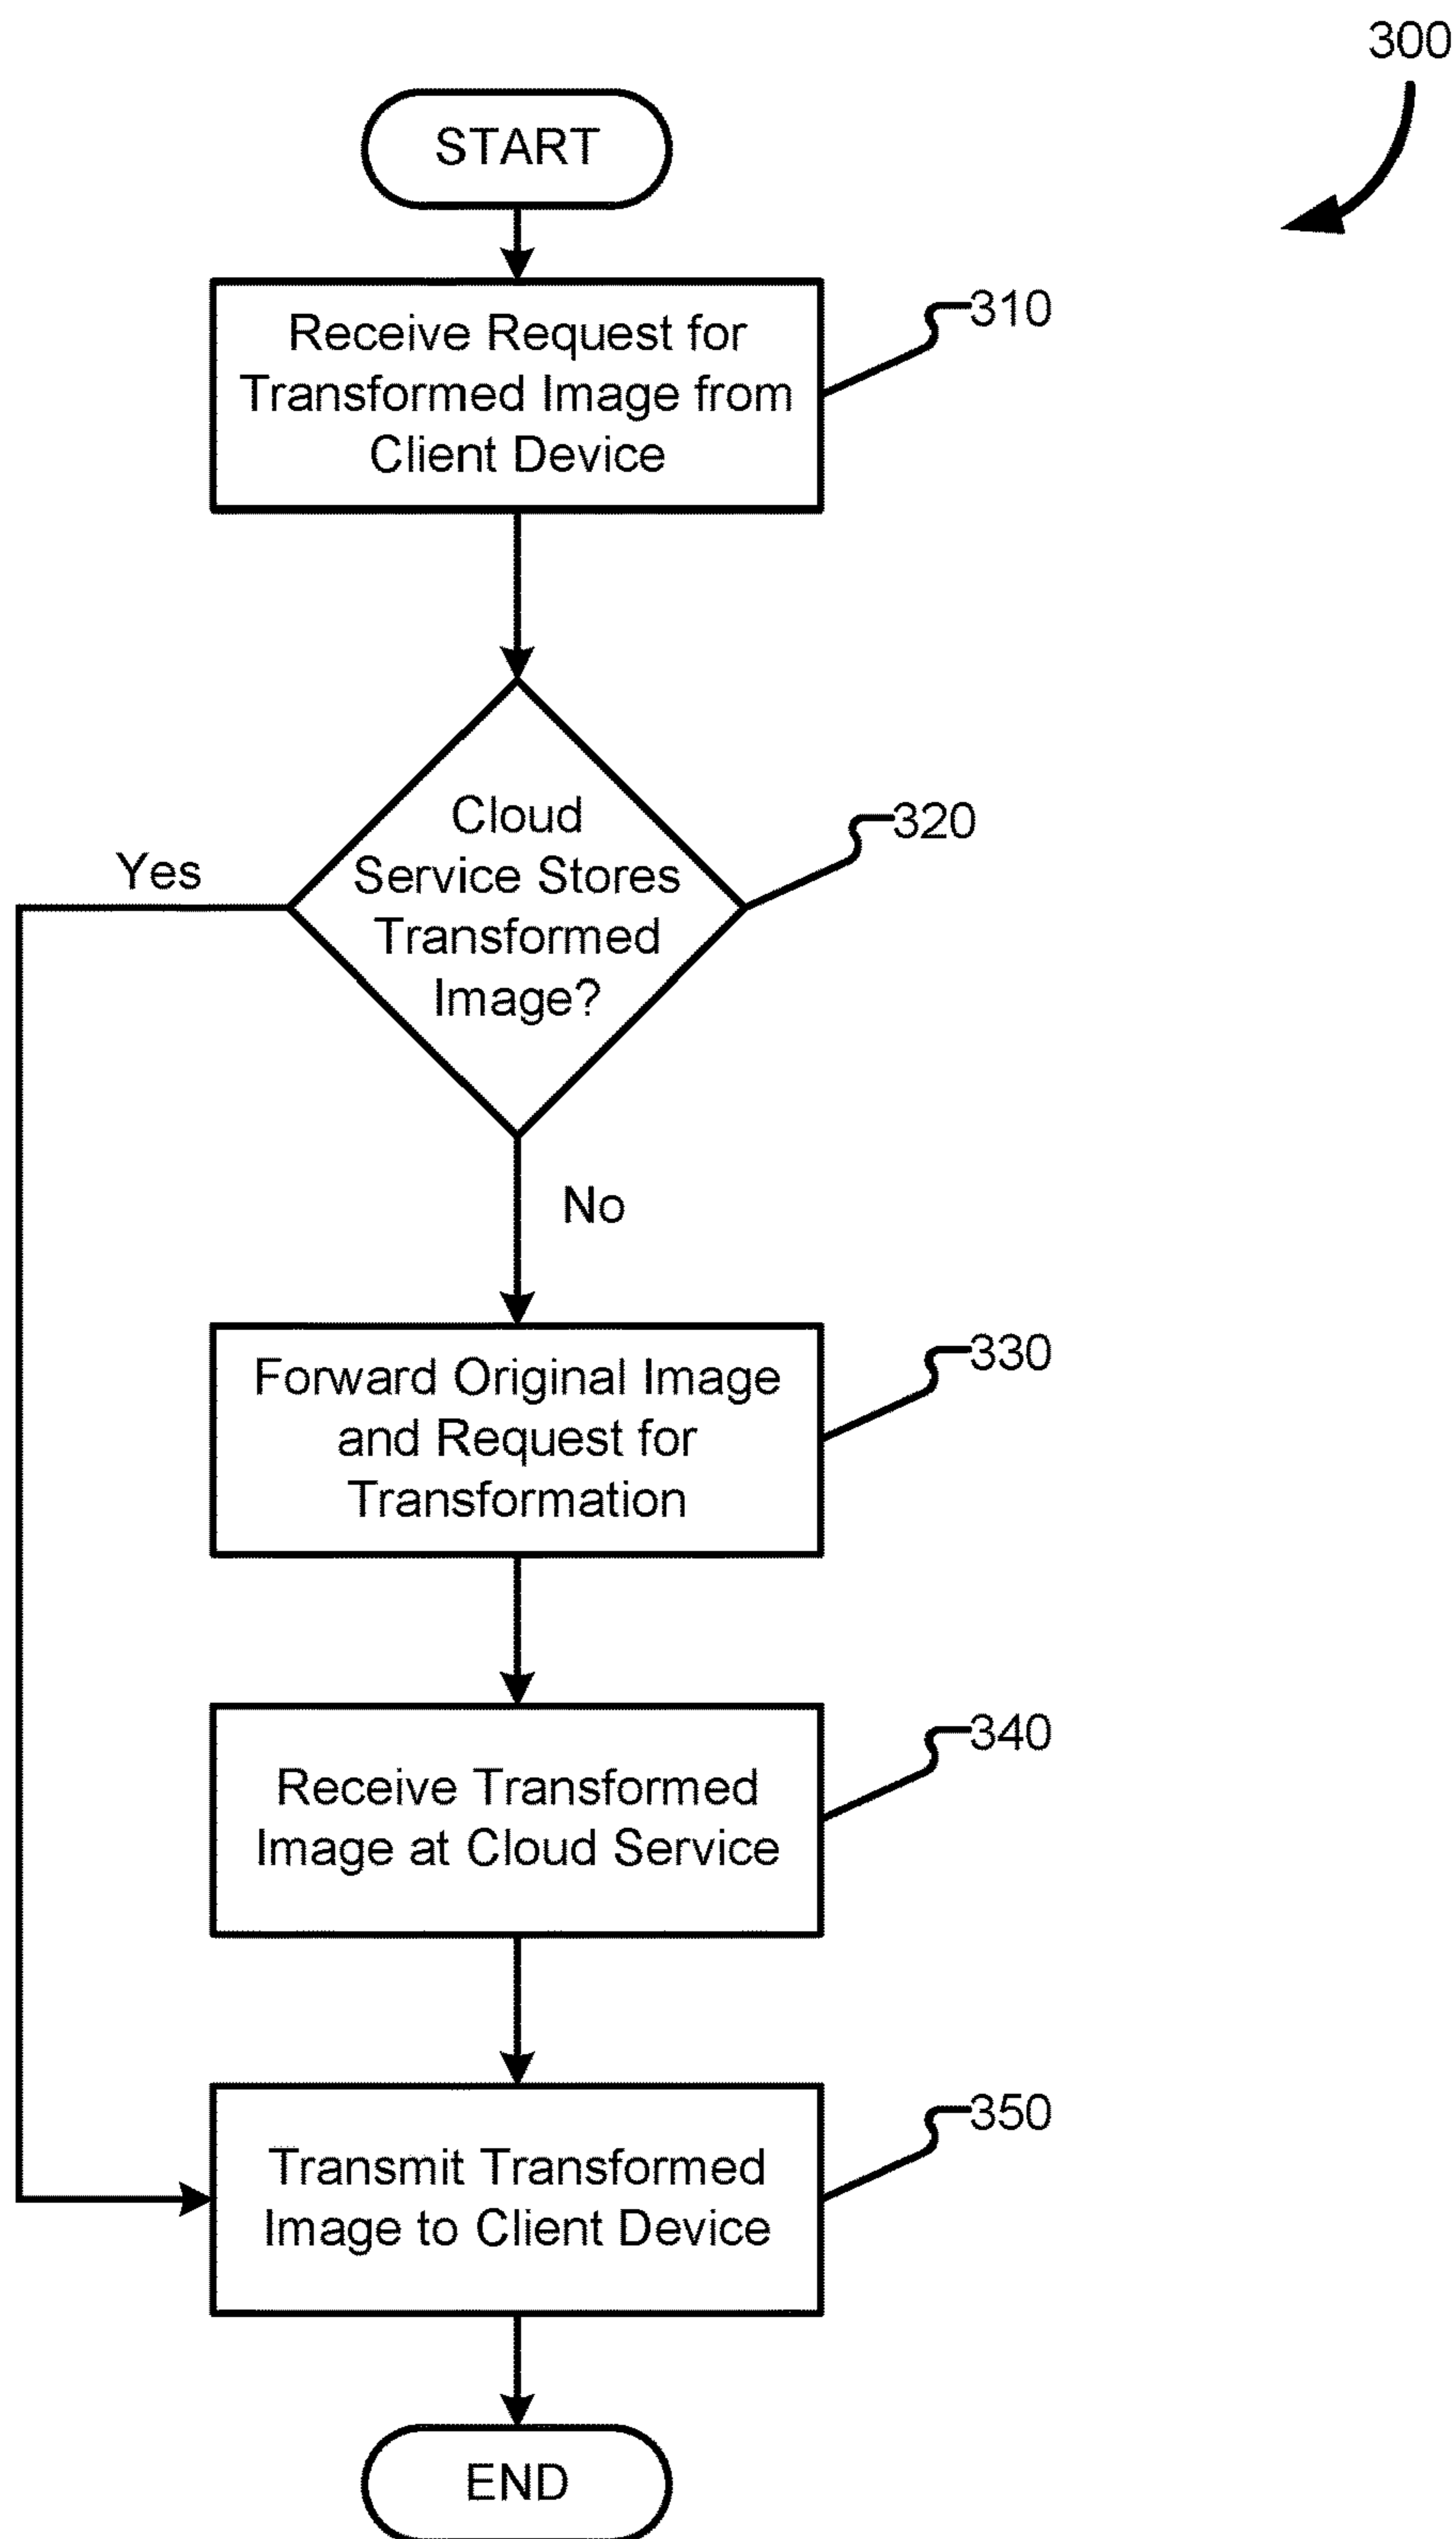 300
START
Receive Request for
Transformed Image from
Client Device
310
Cloud
Service Stores
Transformed
Image?
320
Yes
No
Forward Original Image
and Request for
Transformation
330
Receive Transformed
Image at Cloud Service
340
Transmit Transformed
Image to Client Device
350
END